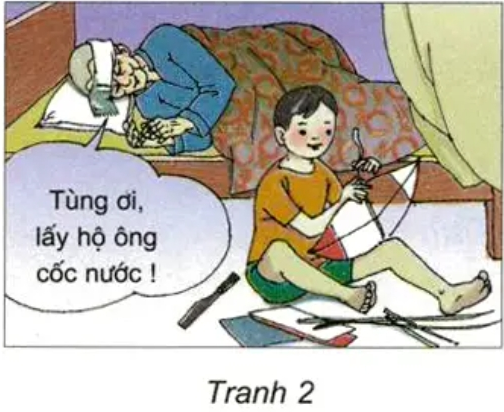 Tùng ơi,
lấy hộ ông
cốc nước !
Tranh 2